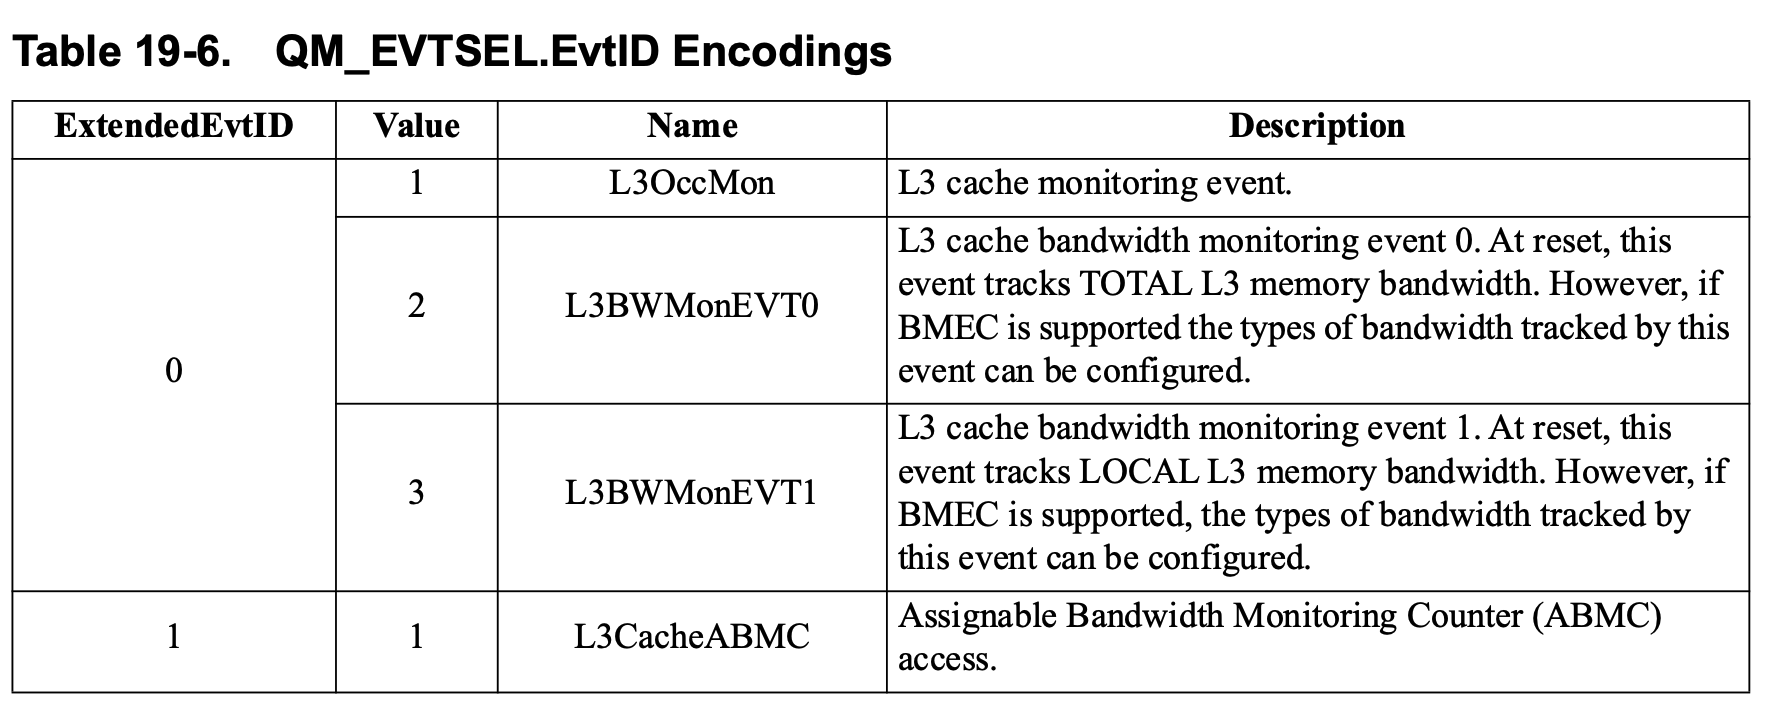 Table 19-6. QM_EVTSEL.EvtID Encodings
ExtendedEvtID Value Name Description
0
1 L3OccMon L3 cache monitoring event.
2 L3BWMonEVT0
L3 cache bandwidth monitoring event 0. At reset, this
event tracks TOTAL L3 memory bandwidth. However, if
BMEC is supported the types of bandwidth tracked by this
event can be configured.
3 L3BWMonEVT1
L3 cache bandwidth monitoring event 1. At reset, this
event tracks LOCAL L3 memory bandwidth. However, if
BMEC is supported, the types of bandwidth tracked by
this event can be configured.
1 1 L3CacheABMC
Assignable Bandwidth Monitoring Counter (ABMC)
access.